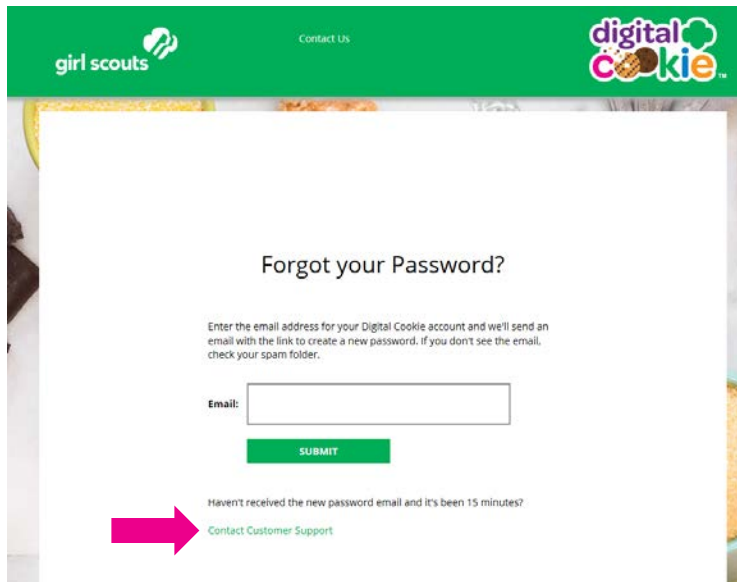 girl scouts
Contact Us
digital
cookie™
Forgot your Password?
Enter the email address for your Digital Cookie account and we'll send an
email with the link to create a new password. If you don't see the email,
check your spam folder.
Email:
SUBMIT
Haven't received the new password email and it's been 15 minutes?
Contact Customer Support